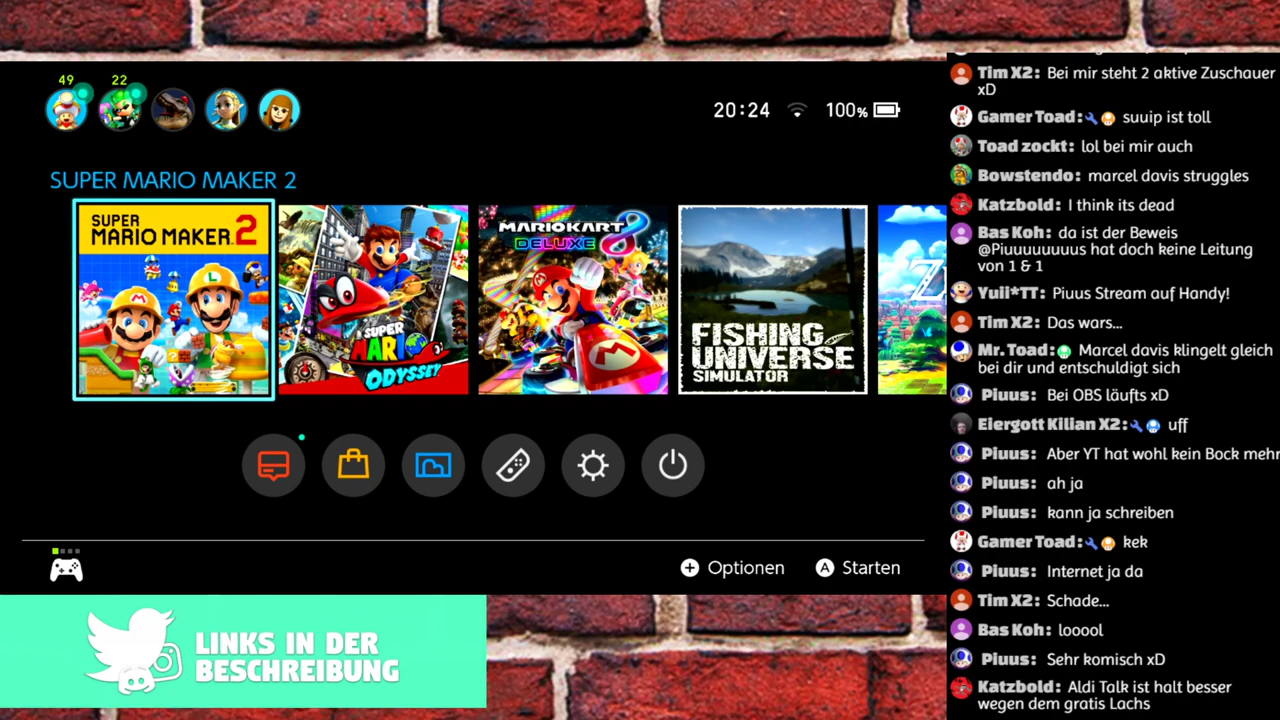 49
22
20:24
100%
SUPER MARIO MAKER 2
SUPER
MARIO MAKER 2
SUPER
MARIO
ODYSSEY
MARIOKART 8
DELUXE
FISHING
UNIVERSE
SIMULATOR
Z
Optionen
A Starten
LINKS IN DER
BESCHREIBUNG
Tim X2: Bei mir steht 2 aktive Zuschauer
xD
Gamer Toad: suuip ist toll
Toad zockt: lol bei mir auch
Bowstendo: marcel davis struggles
Katzbold: I think its dead
Bas Koh: da ist der Beweis
@Piuuuuuuuus hat doch keine Leitung
von 1 & 1
Yuii*TT: Piuus Stream auf Handy!
Tim X2: Das wars...
Mr. Toad: Marcel davis klingelt gleich
bei dir und entschuldigt sich
Piuus: Bei OBS läufts xD
Eiergott Kilian X2: uff
Piuus: Aber YT hat wohl kein Bock mehr
Piuus: ah ja
Piuus: kann ja schreiben
Gamer Toad: kek
Piuus: Internet ja da
Tim X2: Schade...
Bas Koh: looool
Piuus: Sehr komisch xD
Katzbold: Aldi Talk ist halt besser
wegen dem gratis Lachs